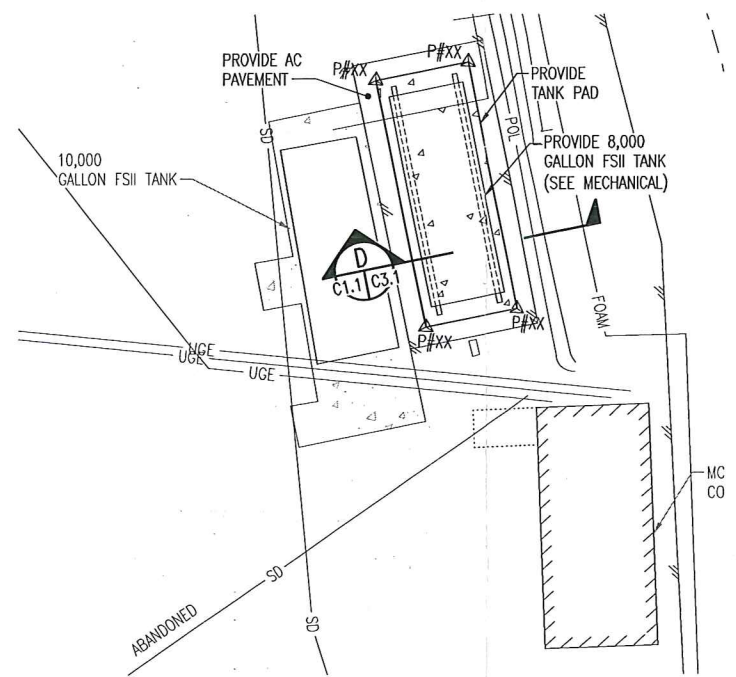 PROVIDE AC
PAVEMENT
P#XX
P#XX
PROVIDE
TANK PAD
SD
POL
PROVIDE 8,000
GALLON FSII TANK
(SEE MECHANICAL)
10,000
GALLON FSII TANK
D
C1.1 C3.1
FOAM
P#XX
P#XX
UGE
UGE
UGE
MC
CO
SD
ABANDONED
SD